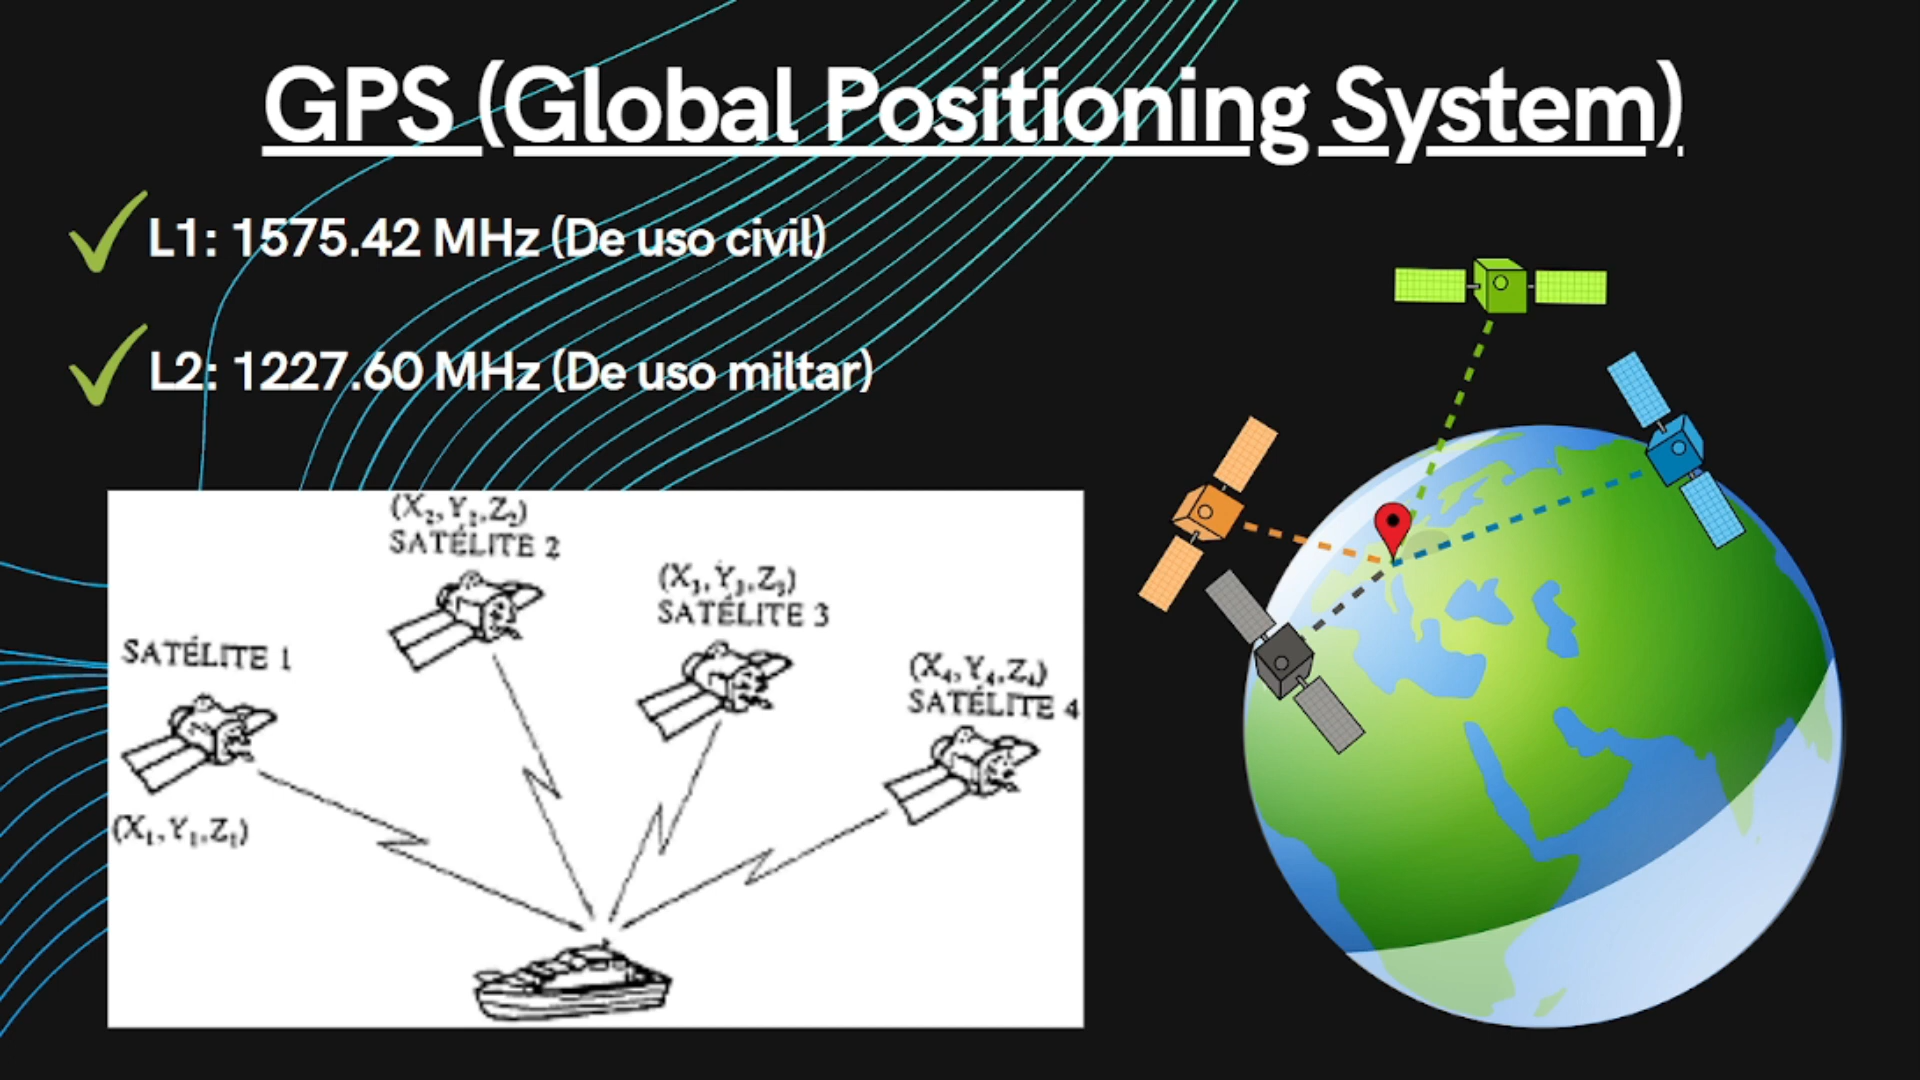 GPS (Global Positioning System)
L1: 1575.42 MHz (De uso civil)
L2: 1227.60 MHz (De uso miltar)
(X₂,Y₂,Z₂)
SATÉLITE 2
(X₃,Y₃,Z₃)
SATÉLITE 3
SATÉLITE 1
(X₄,Y₄,Z₄)
SATÉLITE 4
(X₁,Y₁,Z₁)